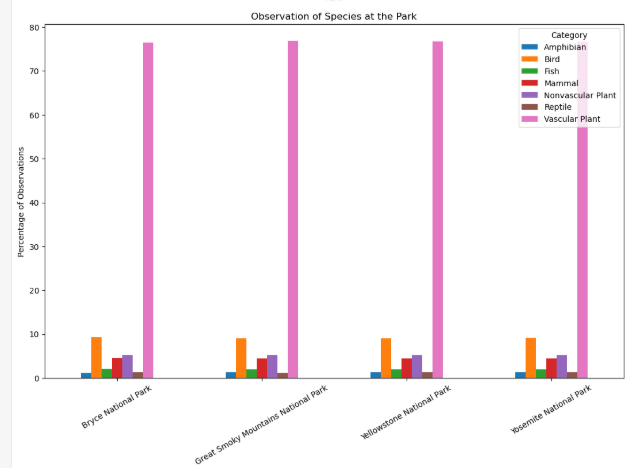 Observation of Species at the Park
Category
Amphibian
Bird
Fish
Mammal
Nonvascular Plant
Reptile
Vascular Plant
Percentage of Observations
80
70
60
50
40
30
20
10
0
Bryce National Park
Great Smoky Mountains National Park
Yellowstone National Park
Yosemite National Park